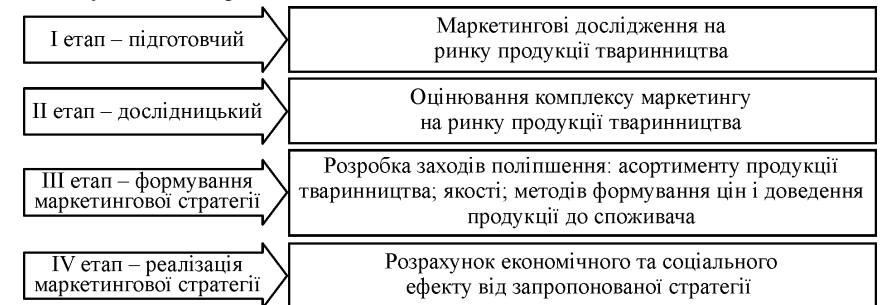 І етап – підготовчий
Маркетингові дослідження на
ринку продукції тваринництва
ІІ етап – дослідницький
Оцінювання комплексу маркетингу
на ринку продукції тваринництва
ІІІ етап – формування
маркетингової стратегії
Розробка заходів поліпшення: асортименту продукції
тваринництва; якості; методів формування цін і доведення
продукції до споживача
IV етап – реалізація
маркетингової стратегії
Розрахунок економічного та соціального
ефекту від запропонованої стратегії